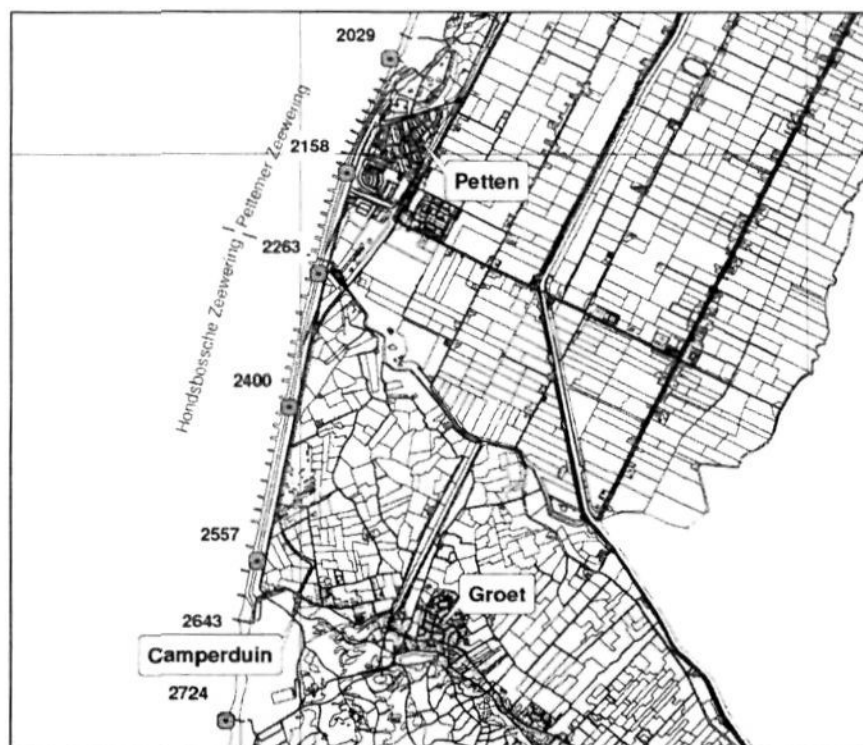 2029
Pettemer Zeewering
2158
Petten
2263
Hondsbossche Zeewering
2400
2557
Groet
2643
Camperduin
2724